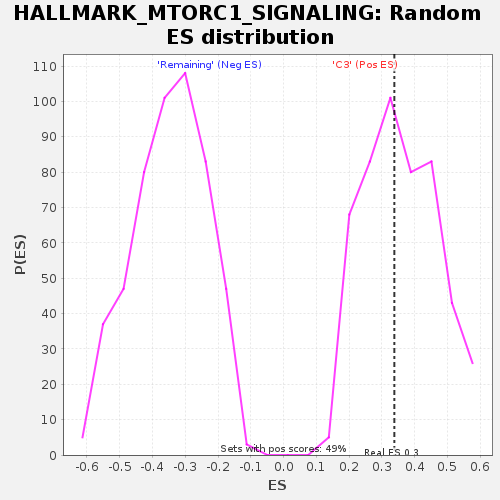 HALLMARK_MTORC1_SIGNALING: Random
ES distribution
'Remaining' (Neg ES) 'C3' (Pos ES)
110
100
90
80
70
60
50
40
30
20
10
0
P(ES)
Sets with pos scores: 49%
Real ES 0.3
-0.6 -0.5 -0.4 -0.3 -0.2 -0.1 0.0 0.1 0.2 0.3 0.4 0.5 0.6
ES